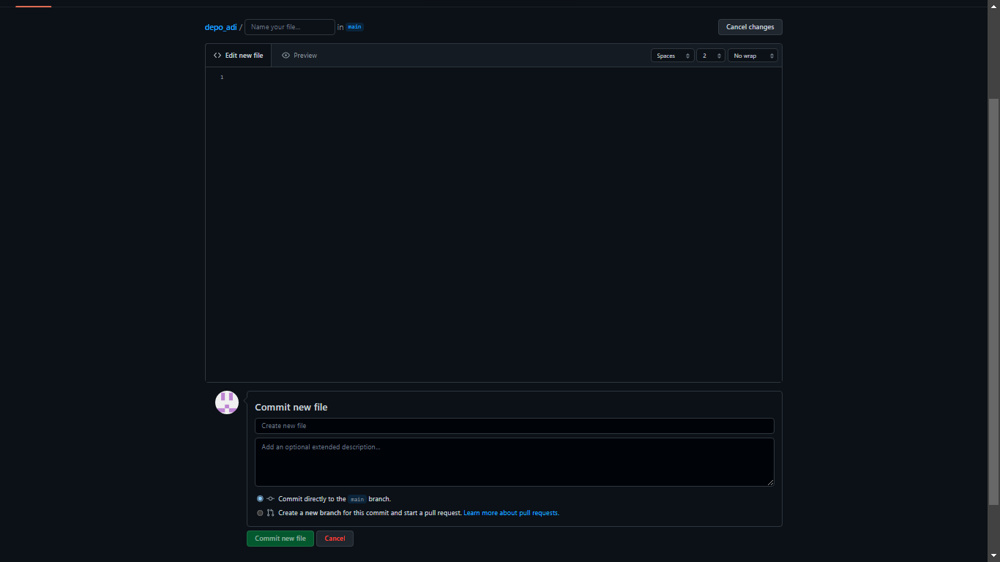 depo_adi / Name your file... in main Cancel changes
Edit new file Preview Spaces 2 No wrap
1
Commit new file
Create new file
Add an optional extended description...
Commit directly to the main branch.
Create a new branch for this commit and start a pull request. Learn more about pull requests.
Commit new file Cancel